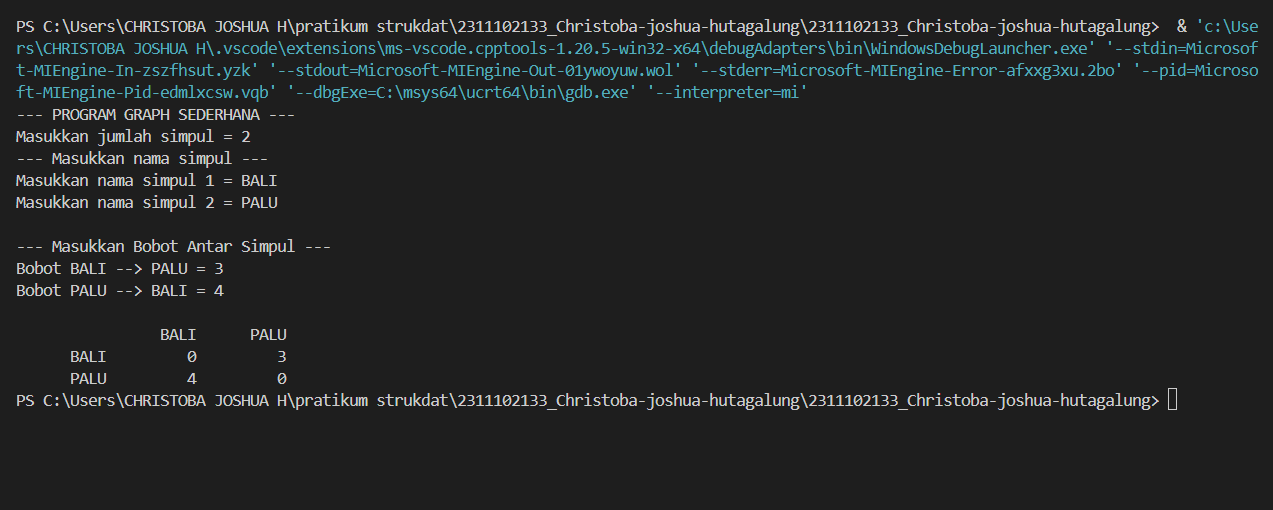 PS C:\Users\CHRISTOBA JOSHUA H\pratikum strukdat\2311102133_Christoba-joshua-hutagalung\2311102133_Christoba-joshua-hutagalung>  & 'c:\Use
rs\CHRISTOBA JOSHUA H\.vscode\extensions\ms-vscode.cpptools-1.20.5-win32-x64\debugAdapters\bin\WindowsDebugLauncher.exe' '--stdin=Microsof
t-MIEngine-In-zszfhsut.yzk' '--stdout=Microsoft-MIEngine-Out-01ywoyuw.wol' '--stderr=Microsoft-MIEngine-Error-afxxg3xu.2bo' '--pid=Microso
ft-MIEngine-Pid-edmlxcsw.vqb' '--dbgExe=C:\msys64\ucrt64\bin\gdb.exe' '--interpreter=mi'
--- PROGRAM GRAPH SEDERHANA ---
Masukkan jumlah simpul = 2
--- Masukkan nama simpul ---
Masukkan nama simpul 1 = BALI
Masukkan nama simpul 2 = PALU
--- Masukkan Bobot Antar Simpul ---
Bobot BALI --> PALU = 3
Bobot PALU --> BALI = 4
BALI PALU
BALI 0 3
PALU 4 0
PS C:\Users\CHRISTOBA JOSHUA H\pratikum strukdat\2311102133_Christoba-joshua-hutagalung\2311102133_Christoba-joshua-hutagalung>